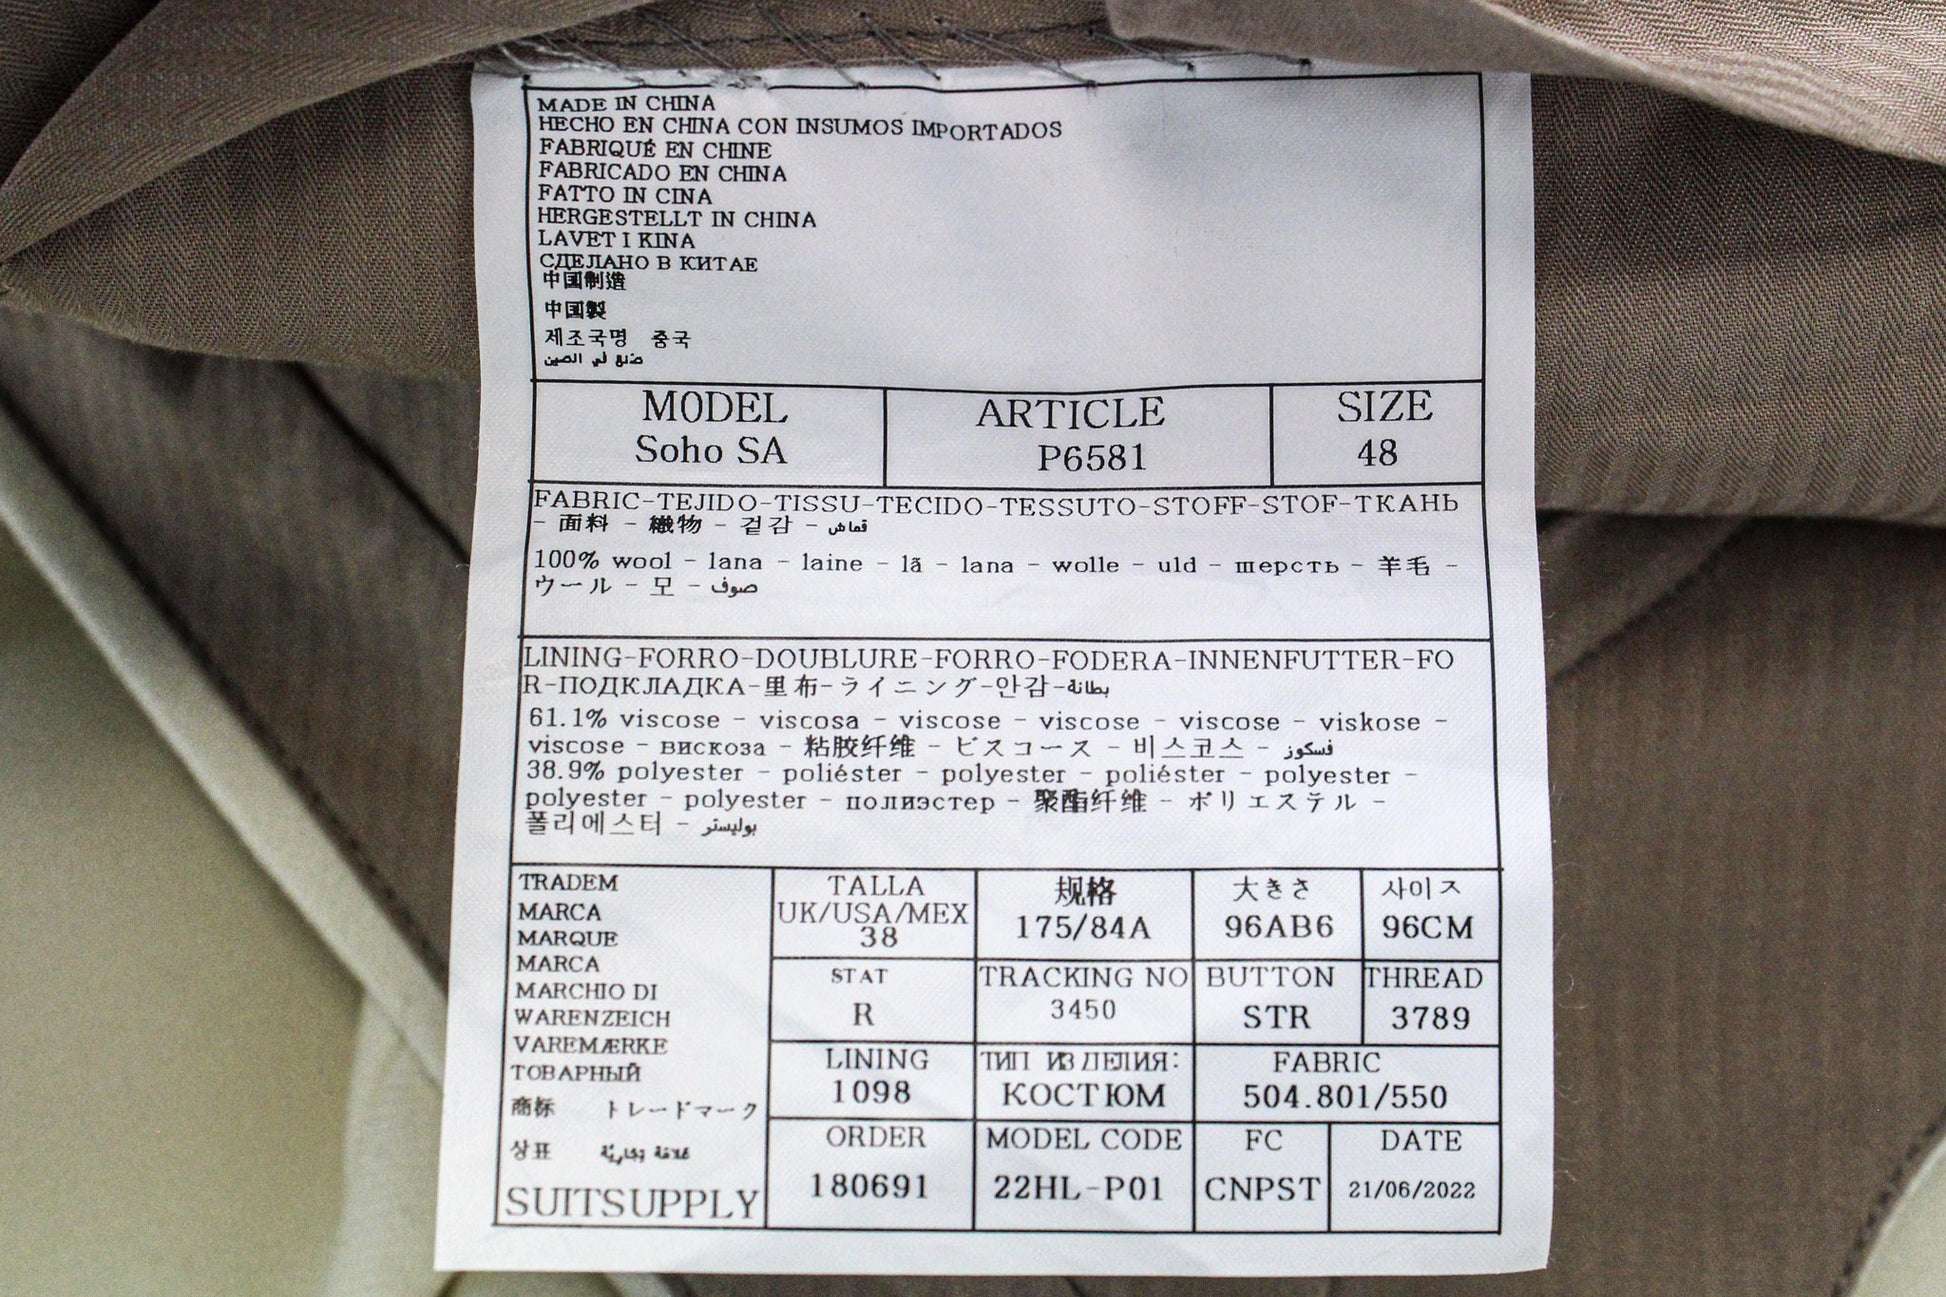 MADE IN CHINA
HECHO EN CHINA CON INSUMOS IMPORTADOS
FABRIQUÉ EN CHINE
FABRICADO EN CHINA
FATTO IN CINA
HERGESTELLT IN CHINA
LAVET I KINA
СДЕЛАНО В КИТАЕ
中国制造
中国製
제조국명 중국
صنع في الصين
MODEL
Soho SA
ARTICLE
P6581
SIZE
48
FABRIC-TEJIDO-TISSU-TECIDO-TESSUTO-STOFF-STOF-ТКАНЬ
- 面料 - 織物 - 겉감 - قماش
100% wool - lana - laine - lã - lana - wolle - uld - шерсть - 羊毛 -
ウール - 모 - صوف
LINING-FORRO-DOUBLURE-FORRO-FODERA-INNENFUTTER-FO
R-ПОДКЛАДКА-里布-ライニング-안감-بطانة
61.1% viscose - viscosa - viscose - viscose - viscose - viskose -
viscose - вискоза - 粘胶纤维 - ビスコース - 비스코스 - فسكوز
38.9% polyester - poliéster - polyester - poliéster - polyester -
polyester - polyester - полиэстер - 聚酯纤维 - ポリエステル -
폴리에스터 - بوليستر
TRADEM
MARCA
MARQUE
MARCA
MARCHIO DI
WARENZEICH
VAREMÆRKE
ТОВАРНЫЙ
商标 トレードマーク
상표 علامة تجارية
SUITSUPPLY
TALLA
UK/USA/MEX
38
规格
175/84A
大きさ
96AB6
사이즈
96CM
STAT
R
TRACKING NO
3450
BUTTON
STR
THREAD
3789
LINING
1098
ТИП ИЗДЕЛИЯ:
КОСТЮМ
FABRIC
504.801/550
ORDER
180691
MODEL CODE
22HL-P01
FC
CNPST
DATE
21/06/2022